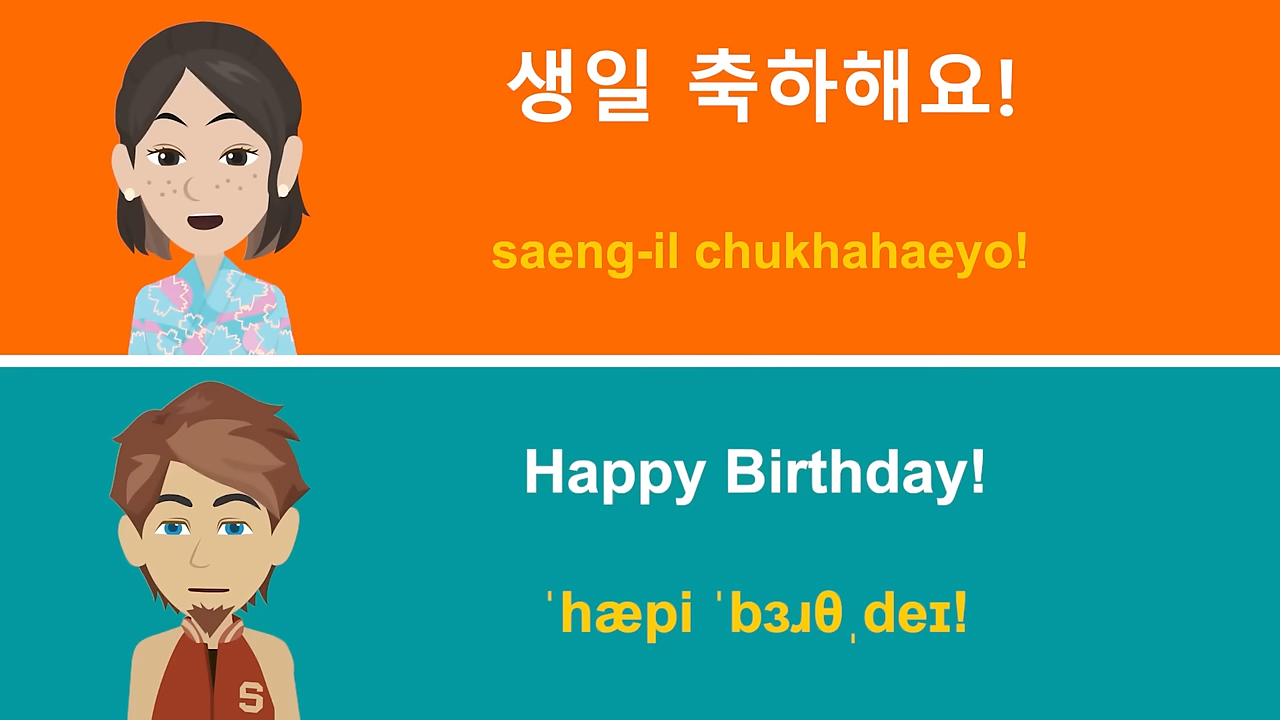 생일 축하해요!
saeng-il chukhahaeyo!
Happy Birthday!
ˈhæpi ˈbɜɹθˌdeɪ!
S